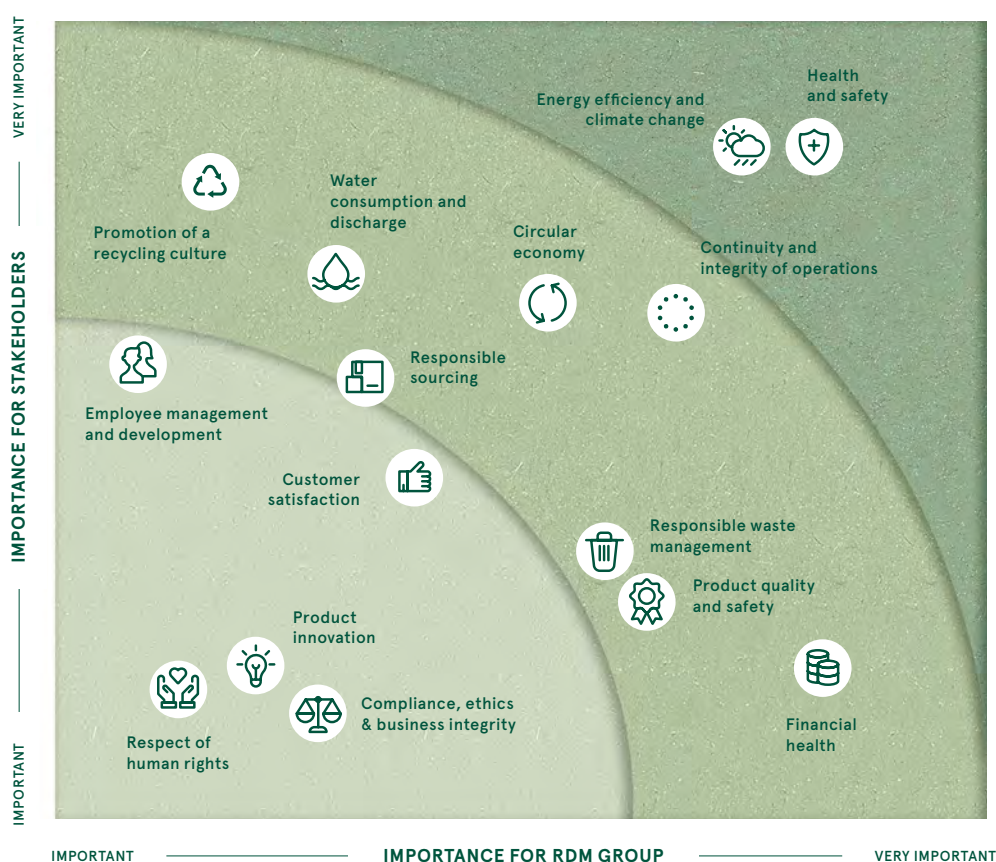 VERY IMPORTANT
IMPORTANCE FOR STAKEHOLDERS
IMPORTANT
Health
and safety
Energy efficiency and
climate change
Water
consumption and
discharge
Promotion of a
recycling culture
Circular
economy
Continuity and
integrity of operations
Responsible
sourcing
Employee management
and development
Customer
satisfaction
Responsible waste
management
Product quality
and safety
Product
innovation
Compliance, ethics
& business integrity
Respect of
human rights
Financial
health
IMPORTANT
IMPORTANCE FOR RDM GROUP
VERY IMPORTANT